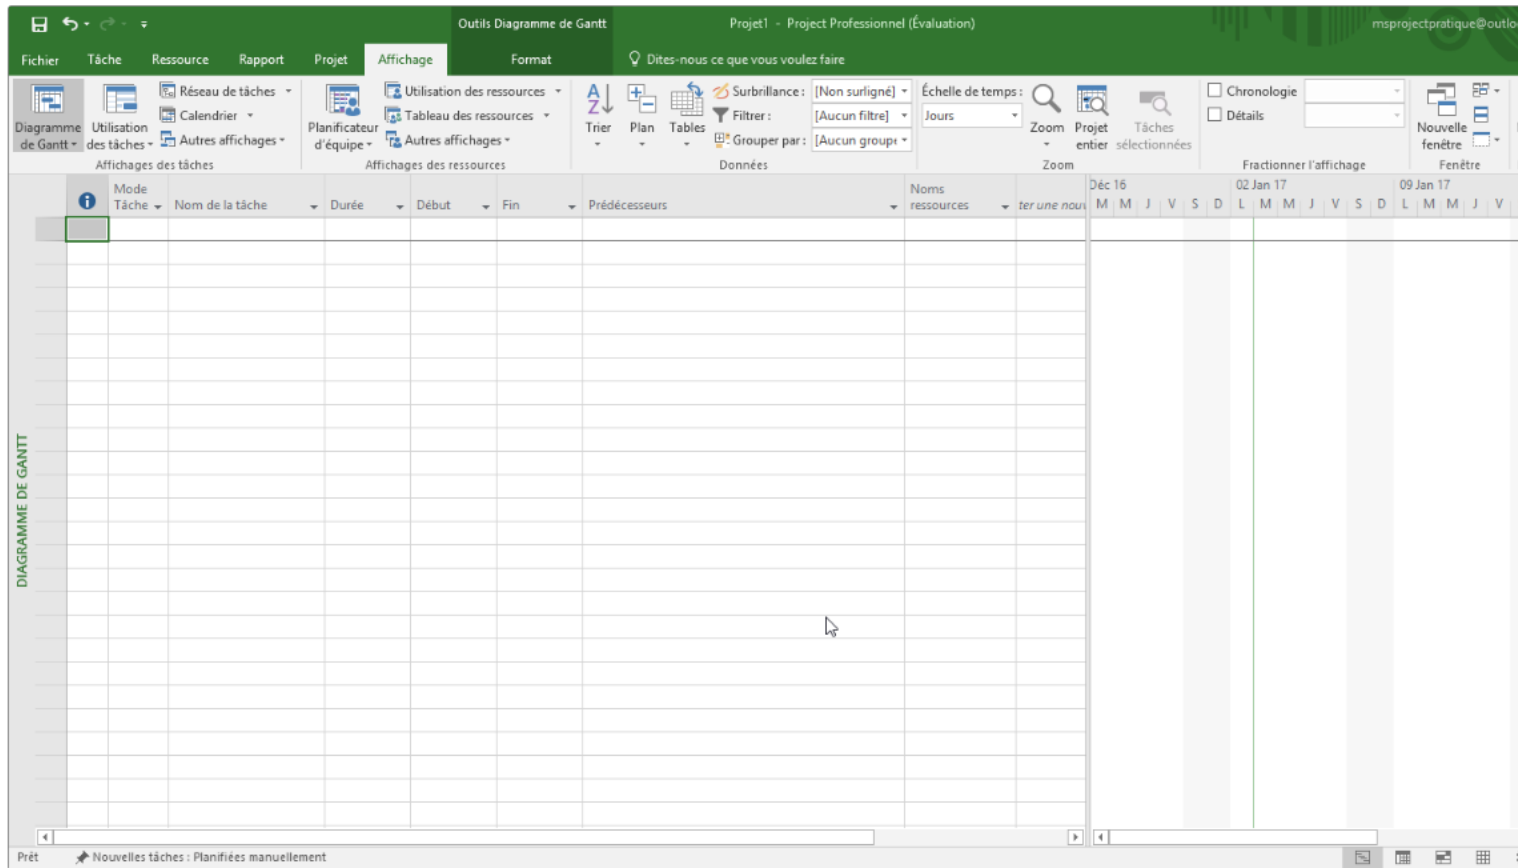 Outils Diagramme de Gantt
Projet1 - Project Professionnel (Évaluation)
msprojectpratique@outlo
Fichier Tâche Ressource Rapport Projet Affichage Format Dites-nous ce que vous voulez faire
Diagramme de Gantt
Utilisation des tâches
Réseau de tâches
Calendrier
Autres affichages
Affichages des tâches
Planificateur d'équipe
Utilisation des ressources
Tableau des ressources
Autres affichages
Affichages des ressources
Trier
Plan
Tables
Surbrillance : [Non surligné]
Filtrer : [Aucun filtre]
Grouper par : [Aucun groupe
Données
Échelle de temps :
Jours
Zoom
Projet entier
Tâches sélectionnées
Zoom
Chronologie
Détails
Fractionner l'affichage
Nouvelle fenêtre
Fenêtre
Mode Tâche
Nom de la tâche
Durée
Début
Fin
Prédécesseurs
Noms ressources
ter une nouv
Déc 16 02 Jan 17 09 Jan 17
M M J V S D L M M J V S D L M M J V
DIAGRAMME DE GANTT
Prêt
Nouvelles tâches : Planifiées manuellement